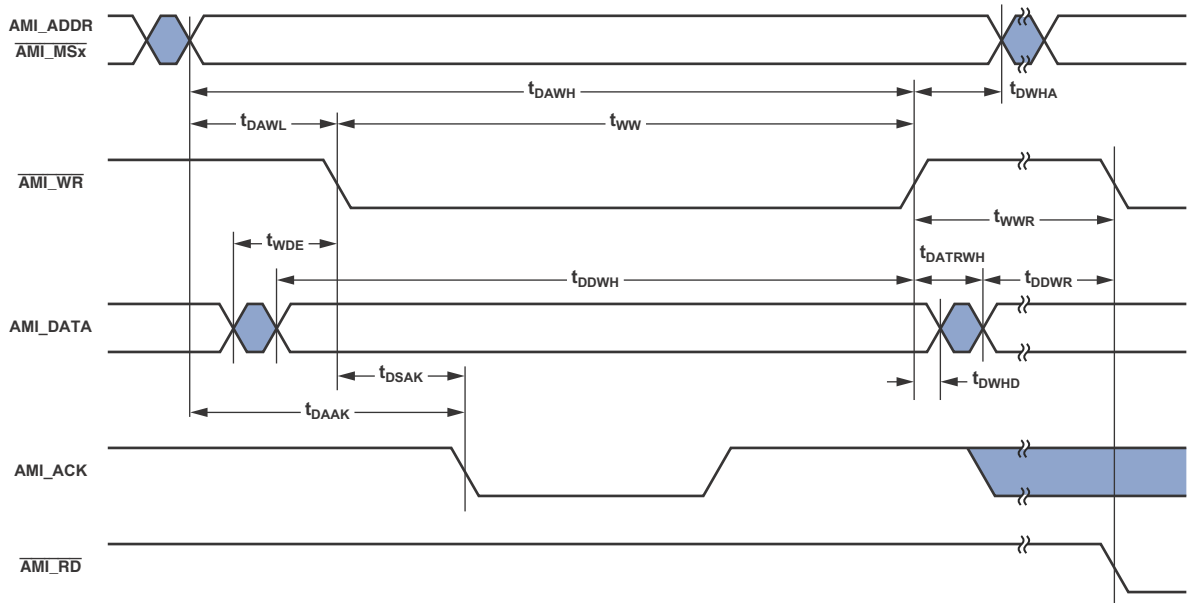 AMI_ADDR
AMI_MSx
tDAWH
tDWHA
tDAWL
tWW
AMI_WR
tWWR
tWDE
tDATRWH
tDDWH
tDDWR
AMI_DATA
tDSAK
tDWHD
tDAAK
AMI_ACK
AMI_RD